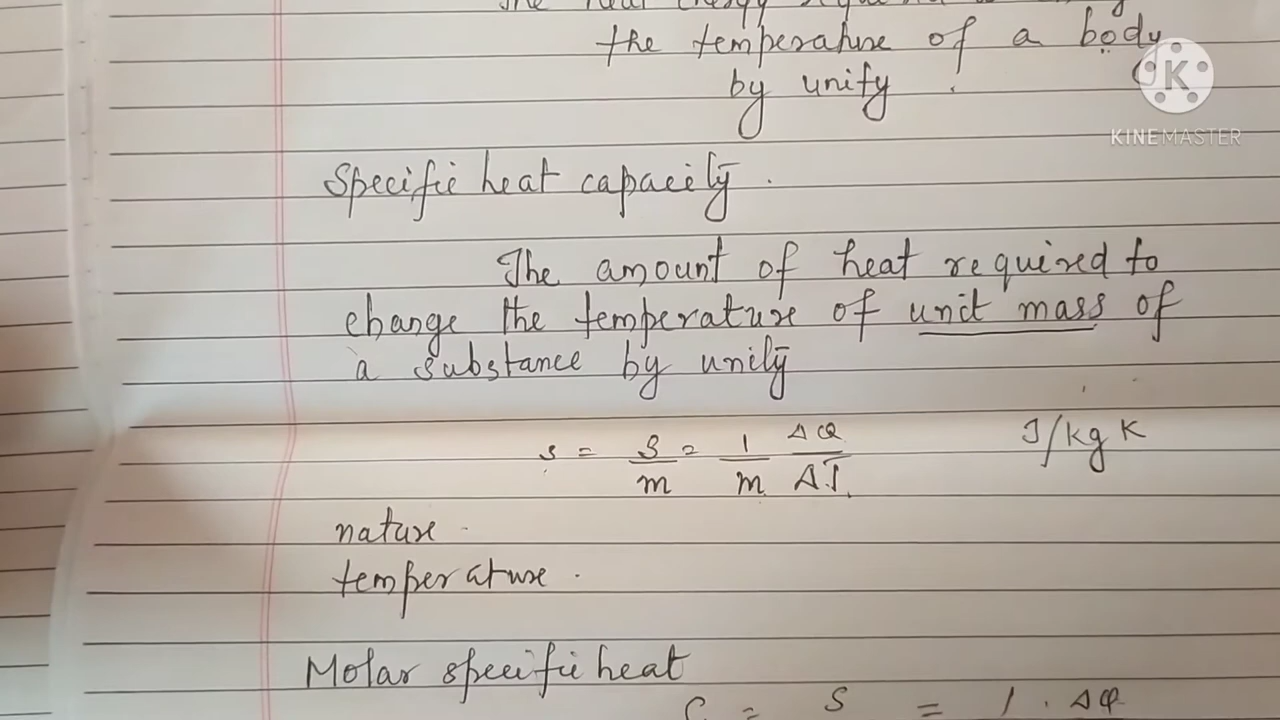 the temperature of a body
by unity .
K
KINEMASTER
Specific heat capacity .
The amount of heat required to
change the temperature of unit mass of
a substance by unity
s = S/m = 1/m ΔQ/ΔT. J/kg K
nature .
temperature .
Molar specific heat
C = S = 1 . ΔQ